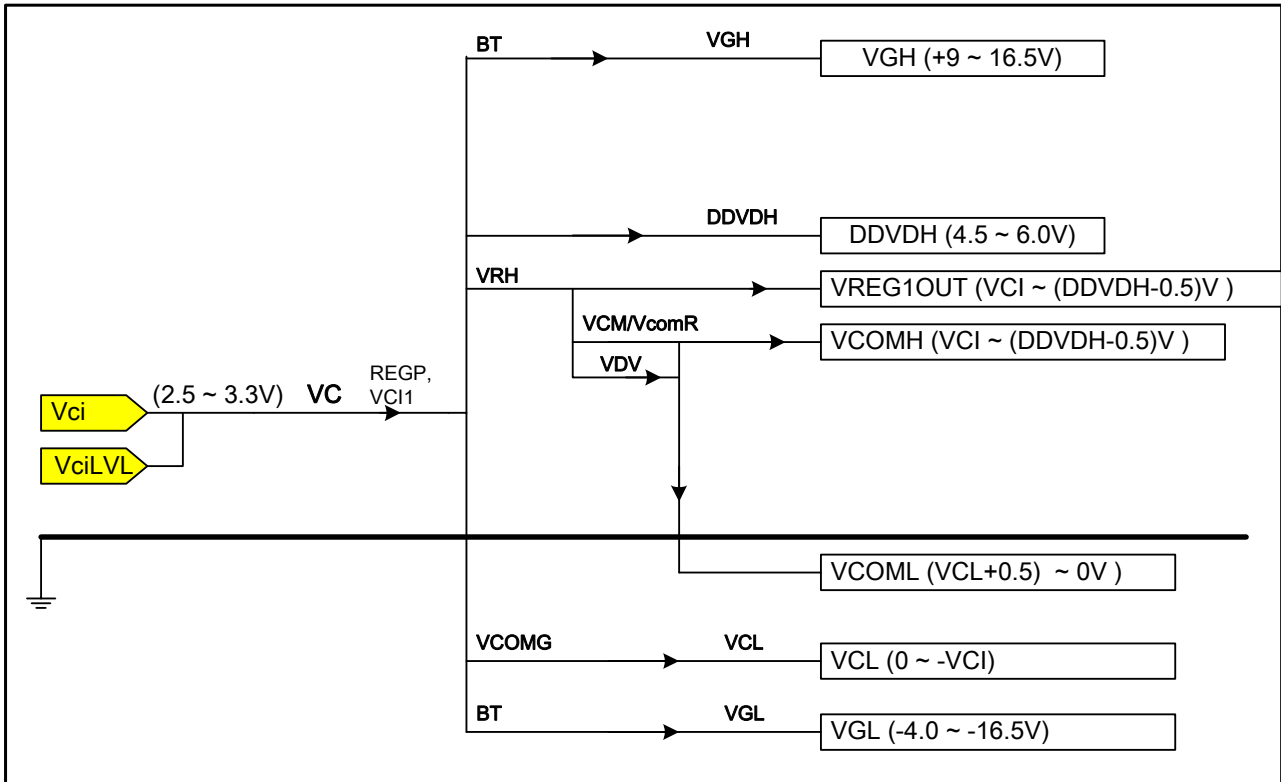 BT
VGH
VGH (+9 ~ 16.5V)
DDVDH
DDVDH (4.5 ~ 6.0V)
VRH
VREG1OUT (VCI ~ (DDVDH-0.5)V )
VCM/VcomR
VCOMH (VCI ~ (DDVDH-0.5)V )
VDV
Vci
(2.5 ~ 3.3V)
VC
REGP,
VCI1
VciLVL
VCOML (VCL+0.5) ~ 0V )
VCOMG
VCL
VCL (0 ~ -VCI)
BT
VGL
VGL (-4.0 ~ -16.5V)